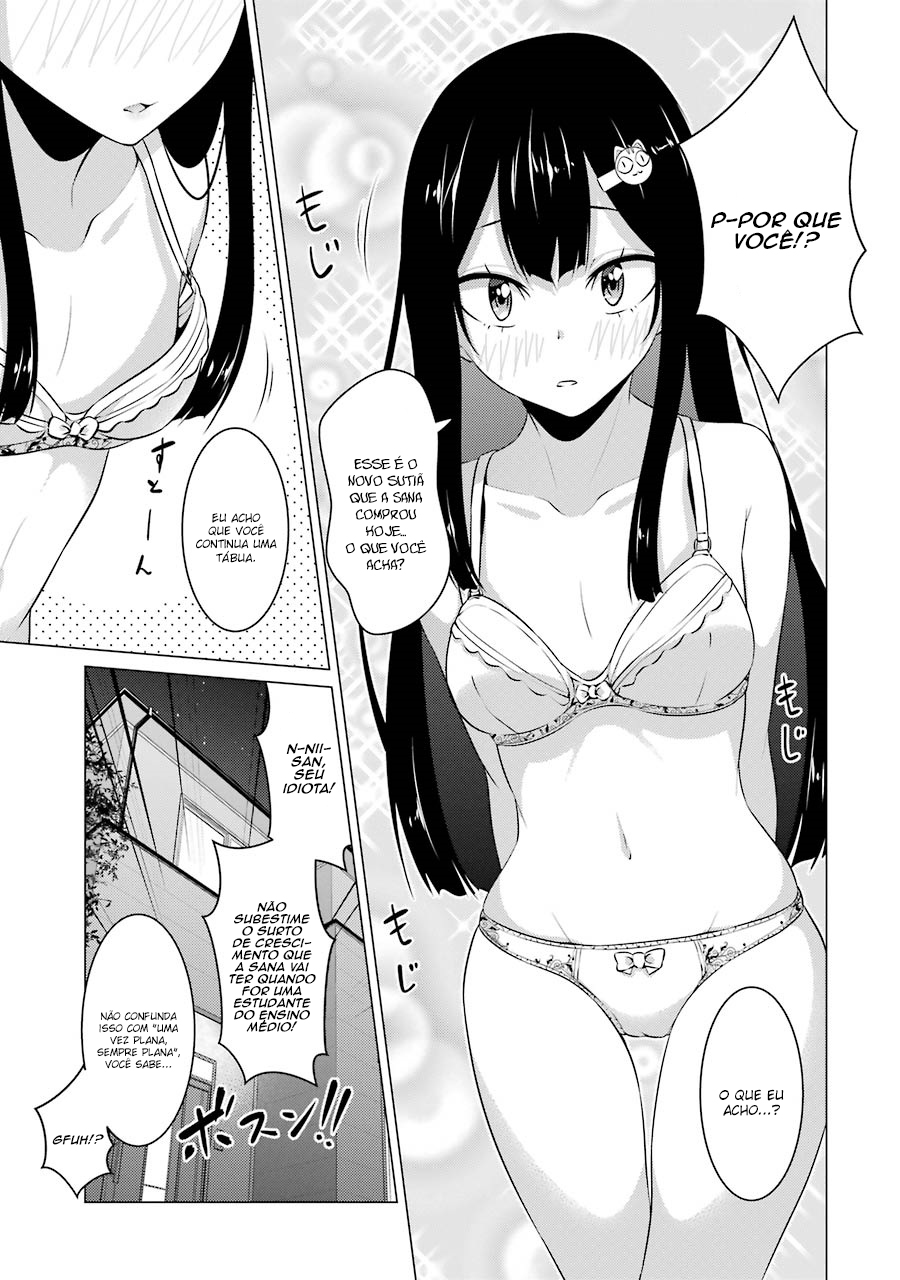 P-POR QUE
VOCÊ!?
もじ
ESSE É O
NOVO SUTIÃ
QUE A SANA
COMPROU
HOJE...
O QUE VOCÊ
ACHA?
もじ
もじ
O QUE EU
ACHO...?
EU ACHO
QUE VOCÊ
CONTINUA UMA
TÁBUA.
すとーん
N-NII-
SAN,
SEU
IDIOTA!
NÃO
SUBESTIME
O SURTO
DE CRESCI-
MENTO QUE
A SANA VAI
TER QUANDO
FOR UMA
ESTUDANTE
DO ENSINO
MÉDIO!
NÃO CONFUNDA
ISSO COM "UMA
VEZ PLANA,
SEMPRE PLANA",
VOCÊ SABE...
GFUH!?
ボスン!!